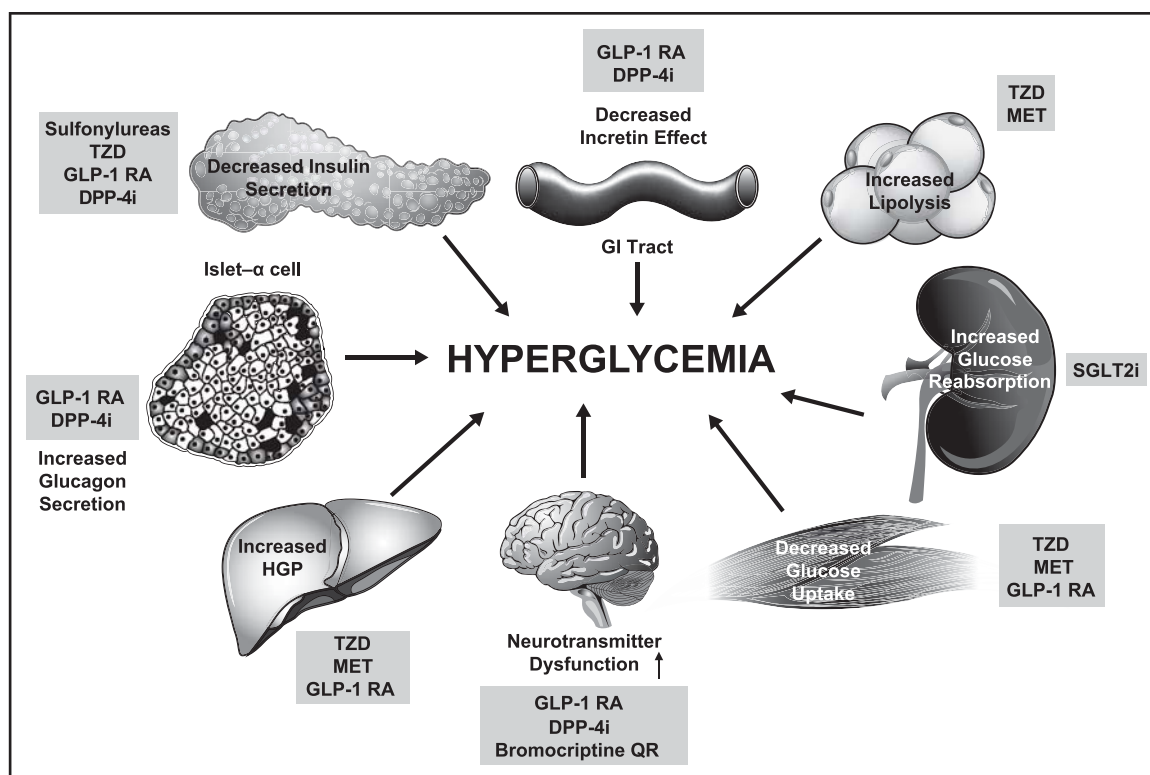 GLP-1 RA
DPP-4i
Decreased
Incretin Effect
GI Tract
TZD
MET
Increased
Lipolysis
Sulfonylureas
TZD
GLP-1 RA
DPP-4i
Decreased Insulin
Secretion
Islet–α cell
GLP-1 RA
DPP-4i
Increased
Glucagon
Secretion
HYPERGLYCEMIA
Increased
Glucose
Reabsorption
SGLT2i
Increased
HGP
TZD
MET
GLP-1 RA
Neurotransmitter
Dysfunction
GLP-1 RA
DPP-4i
Bromocriptine QR
Decreased
Glucose
Uptake
TZD
MET
GLP-1 RA